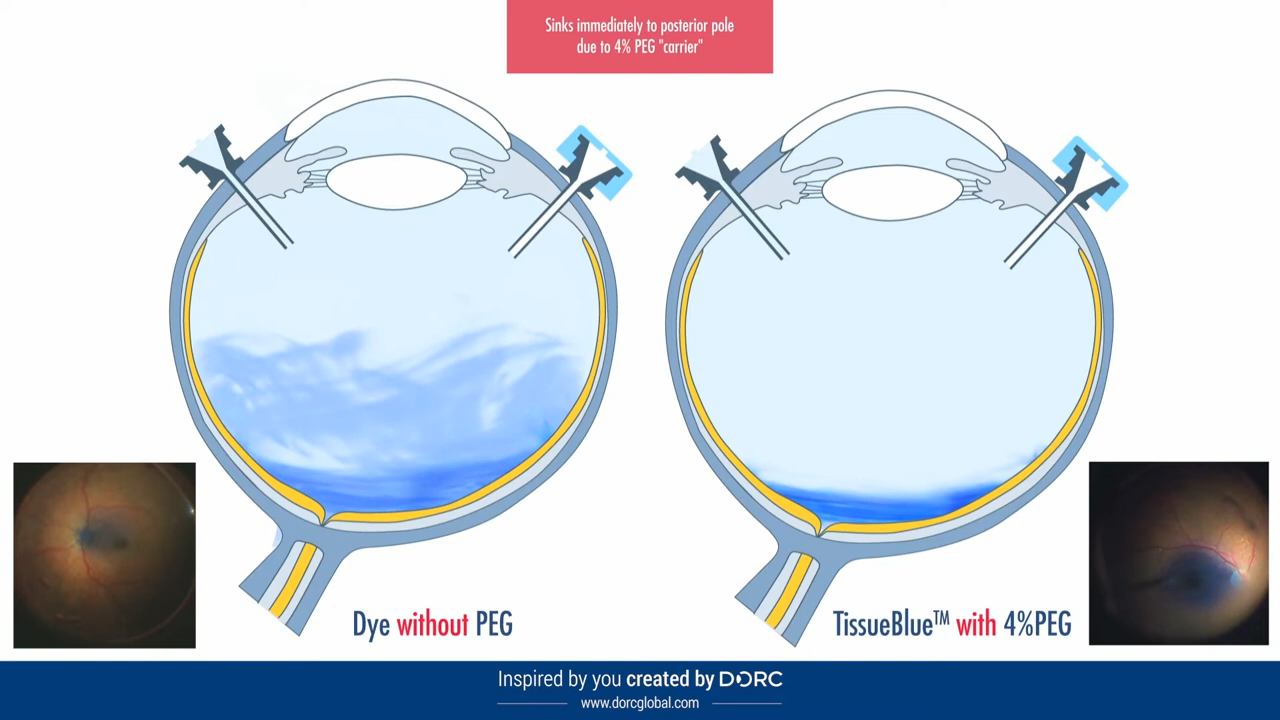 Sinks immediately to posterior pole
due to 4% PEG "carrier"
Dye without PEG
TissueBlue™ with 4%PEG
Inspired by you created by DORC
www.dorcglobal.com